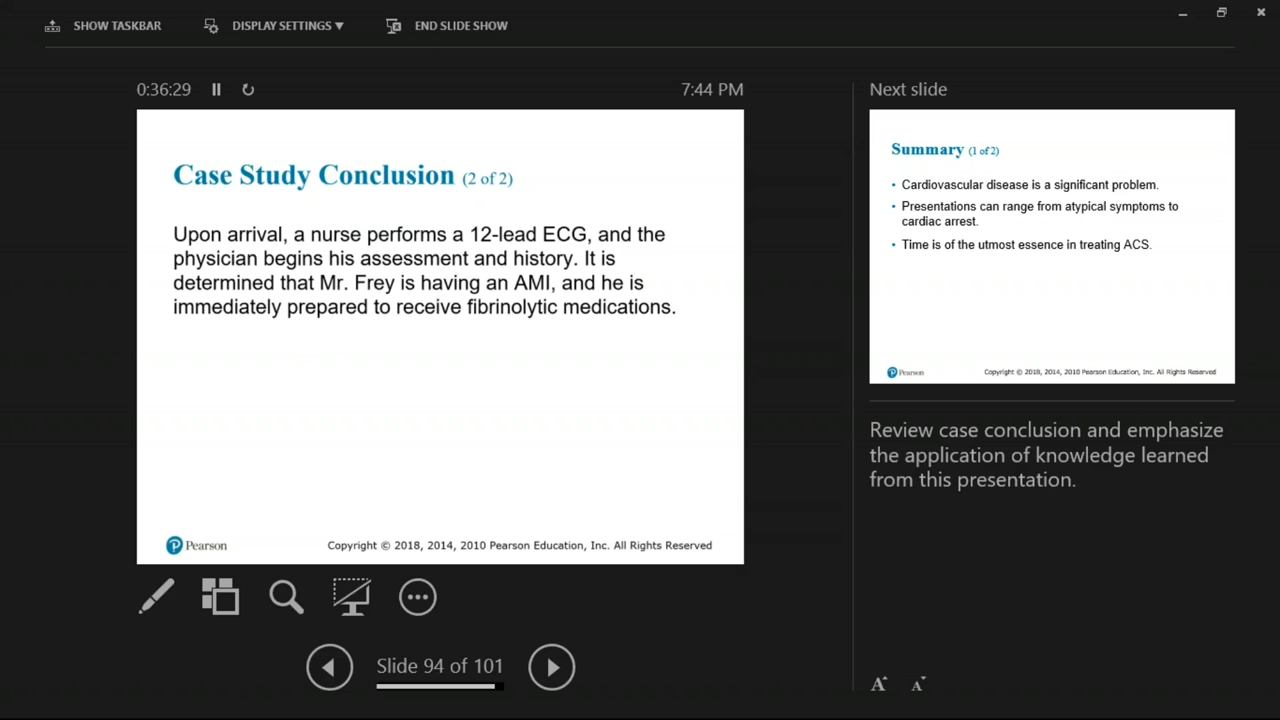 SHOW TASKBAR
DISPLAY SETTINGS ▼
END SLIDE SHOW
0:36:29
7:44 PM
Case Study Conclusion (2 of 2)
Upon arrival, a nurse performs a 12-lead ECG, and the
physician begins his assessment and history. It is
determined that Mr. Frey is having an AMI, and he is
immediately prepared to receive fibrinolytic medications.
Pearson
Copyright © 2018, 2014, 2010 Pearson Education, Inc. All Rights Reserved
Slide 94 of 101
Next slide
Summary (1 of 2)
• Cardiovascular disease is a significant problem.
• Presentations can range from atypical symptoms to
cardiac arrest.
• Time is of the utmost essence in treating ACS.
Pearson
Copyright © 2018, 2014, 2010 Pearson Education, Inc. All Rights Reserved
Review case conclusion and emphasize
the application of knowledge learned
from this presentation.
A A